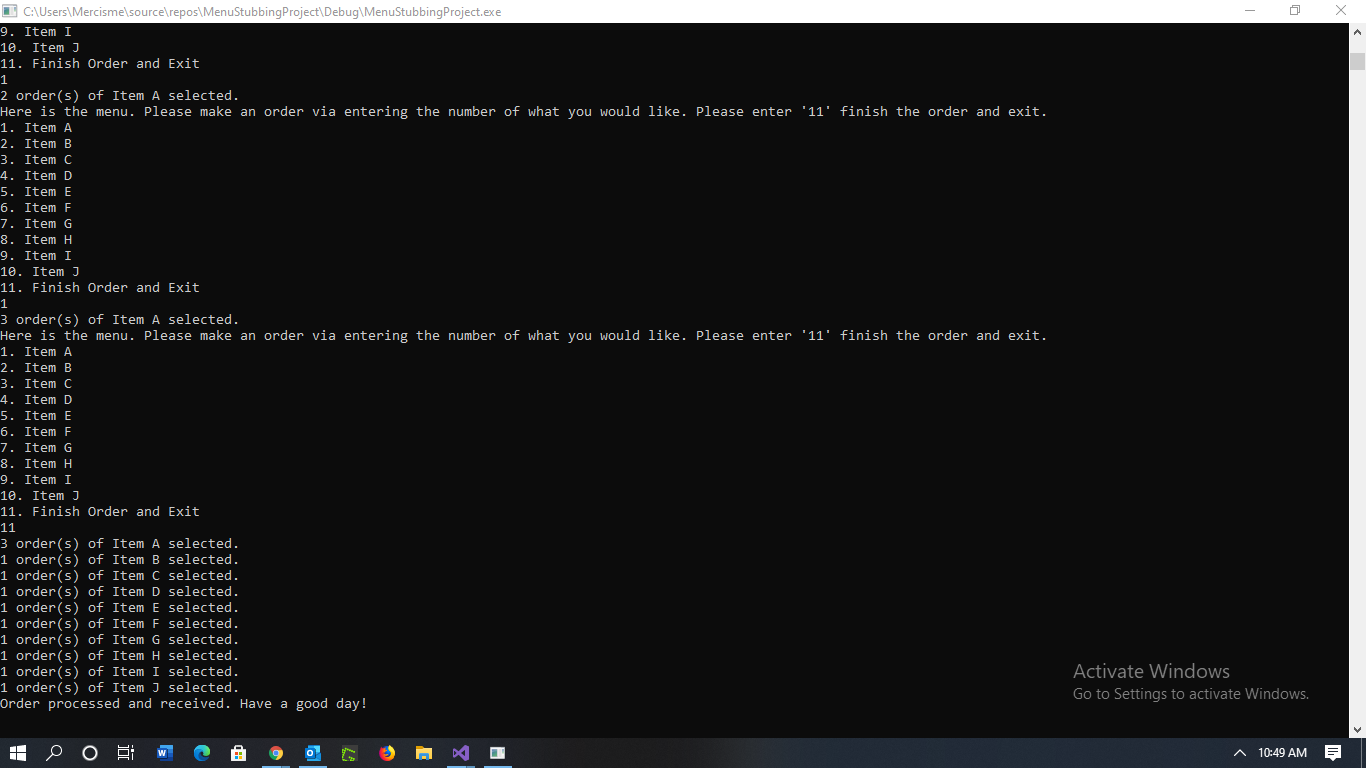 C:\Users\Mercisme\source\repos\MenuStubbingProject\Debug\MenuStubbingProject.exe
9. Item I
10. Item J
11. Finish Order and Exit
1
2 order(s) of Item A selected.
Here is the menu. Please make an order via entering the number of what you would like. Please enter '11' finish the order and exit.
1. Item A
2. Item B
3. Item C
4. Item D
5. Item E
6. Item F
7. Item G
8. Item H
9. Item I
10. Item J
11. Finish Order and Exit
1
3 order(s) of Item A selected.
Here is the menu. Please make an order via entering the number of what you would like. Please enter '11' finish the order and exit.
1. Item A
2. Item B
3. Item C
4. Item D
5. Item E
6. Item F
7. Item G
8. Item H
9. Item I
10. Item J
11. Finish Order and Exit
11
3 order(s) of Item A selected.
1 order(s) of Item B selected.
1 order(s) of Item C selected.
1 order(s) of Item D selected.
1 order(s) of Item E selected.
1 order(s) of Item F selected.
1 order(s) of Item G selected.
1 order(s) of Item H selected.
1 order(s) of Item I selected.
1 order(s) of Item J selected.
Order processed and received. Have a good day!
Activate Windows
Go to Settings to activate Windows.
10:49 AM